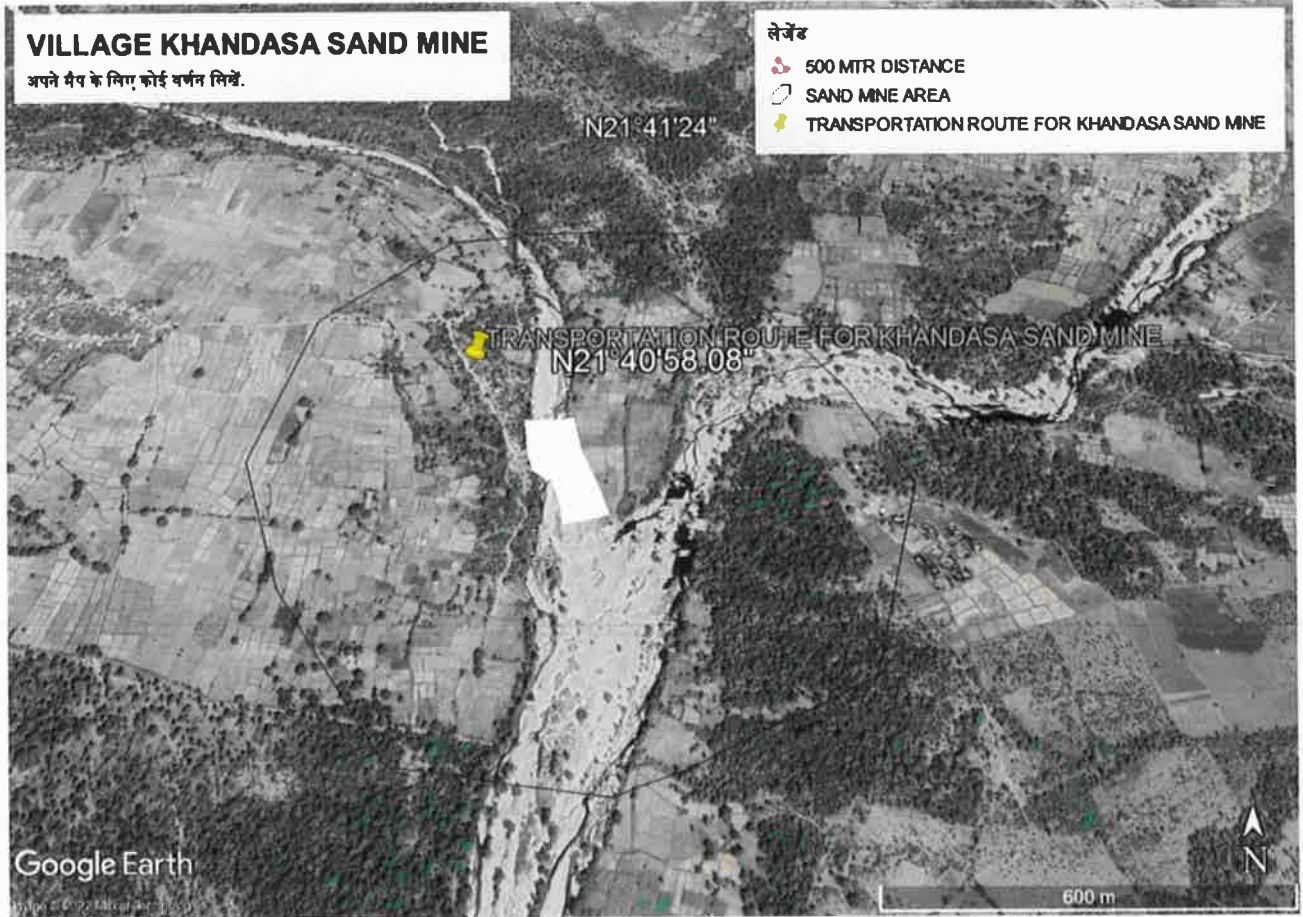 VILLAGE KHANDASA SAND MINE
अपने मैप के लिए कोई वर्णन लिखें.
लेजेंड
500 MTR DISTANCE
SAND MINE AREA
TRANSPORTATION ROUTE FOR KHANDASA SAND MINE
N21°41'24"
TRANSPORTATION ROUTE FOR KHANDASA SAND MINE
N21°40'58.08"
Google Earth
N
600 m